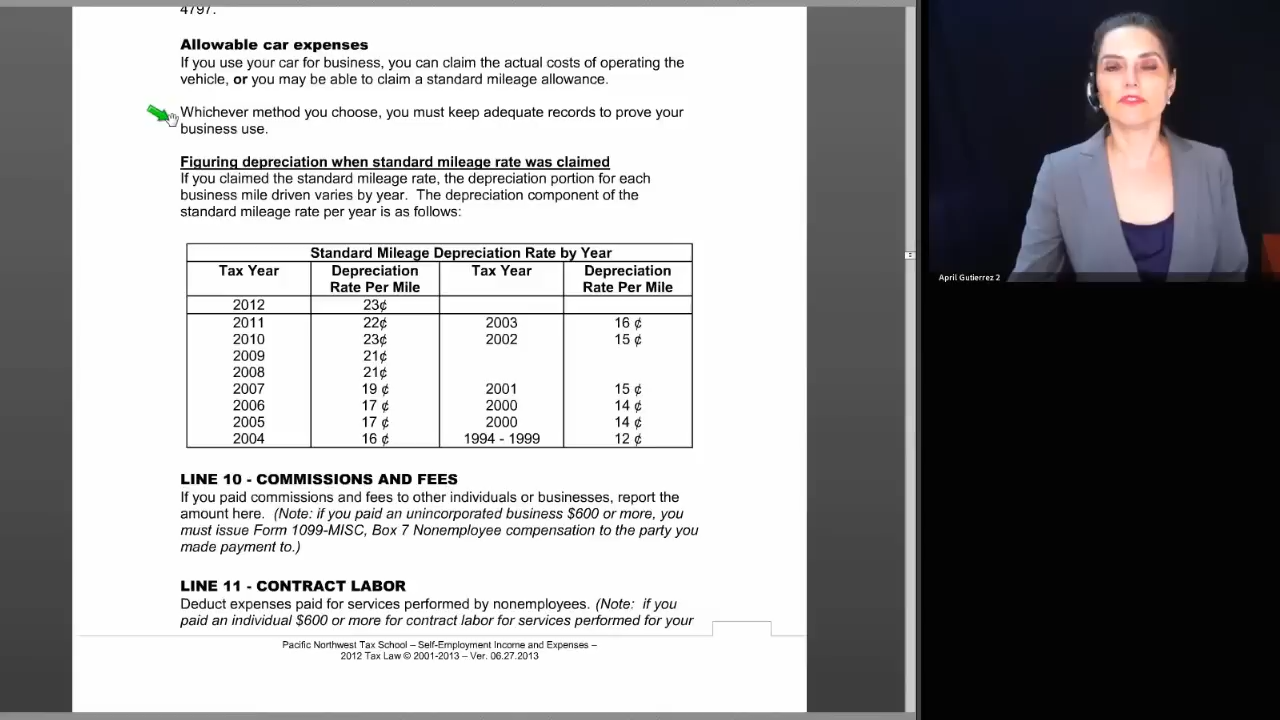 4797.
Allowable car expenses
If you use your car for business, you can claim the actual costs of operating the
vehicle, or you may be able to claim a standard mileage allowance.
Whichever method you choose, you must keep adequate records to prove your
business use.
Figuring depreciation when standard mileage rate was claimed
If you claimed the standard mileage rate, the depreciation portion for each
business mile driven varies by year.  The depreciation component of the
standard mileage rate per year is as follows:
Standard Mileage Depreciation Rate by Year
Tax Year Depreciation Rate Per Mile Tax Year Depreciation Rate Per Mile
2012 23¢
2011 22¢ 2003 16 ¢
2010 23¢ 2002 15 ¢
2009 21¢
2008 21¢
2007 19 ¢ 2001 15 ¢
2006 17 ¢ 2000 14 ¢
2005 17 ¢ 2000 14 ¢
2004 16 ¢ 1994 - 1999 12 ¢
LINE 10 - COMMISSIONS AND FEES
If you paid commissions and fees to other individuals or businesses, report the
amount here.  (Note: if you paid an unincorporated business $600 or more, you
must issue Form 1099-MISC, Box 7 Nonemployee compensation to the party you
made payment to.)
LINE 11 - CONTRACT LABOR
Deduct expenses paid for services performed by nonemployees.  (Note:  if you
paid an individual $600 or more for contract labor for services performed for your
Pacific Northwest Tax School – Self-Employment Income and Expenses –
2012 Tax Law © 2001-2013 – Ver. 06.27.2013
April Gutierrez 2